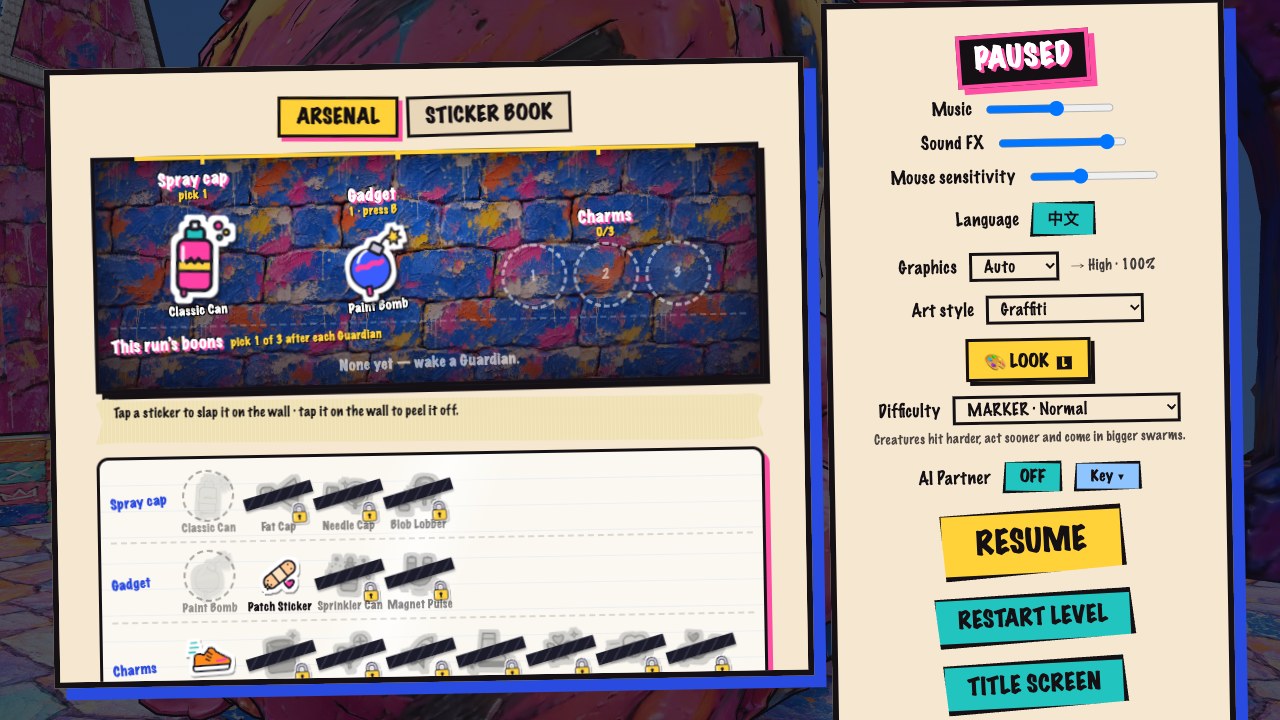 ARSENAL
STICKER BOOK
Spray cap
pick 1
Gadget
1 · press B
Charms
0/3
1
2
3
Classic Can
Paint Bomb
This run's boons pick 1 of 3 after each Guardian
None yet — wake a Guardian.
Tap a sticker to slap it on the wall · tap it on the wall to peel it off.
Spray cap
Classic Can
Fat Cap
Needle Cap
Blob Lobber
Gadget
Paint Bomb
Patch Sticker
Sprinkler Can
Magnet Pulse
Charms
PAUSED
Music
Sound FX
Mouse sensitivity
Language 中文
Graphics Auto → High · 100%
Art style Graffiti
🎨 LOOK L
Difficulty MARKER · Normal
Creatures hit harder, act sooner and come in bigger swarms.
AI Partner OFF Key ▾
RESUME
RESTART LEVEL
TITLE SCREEN